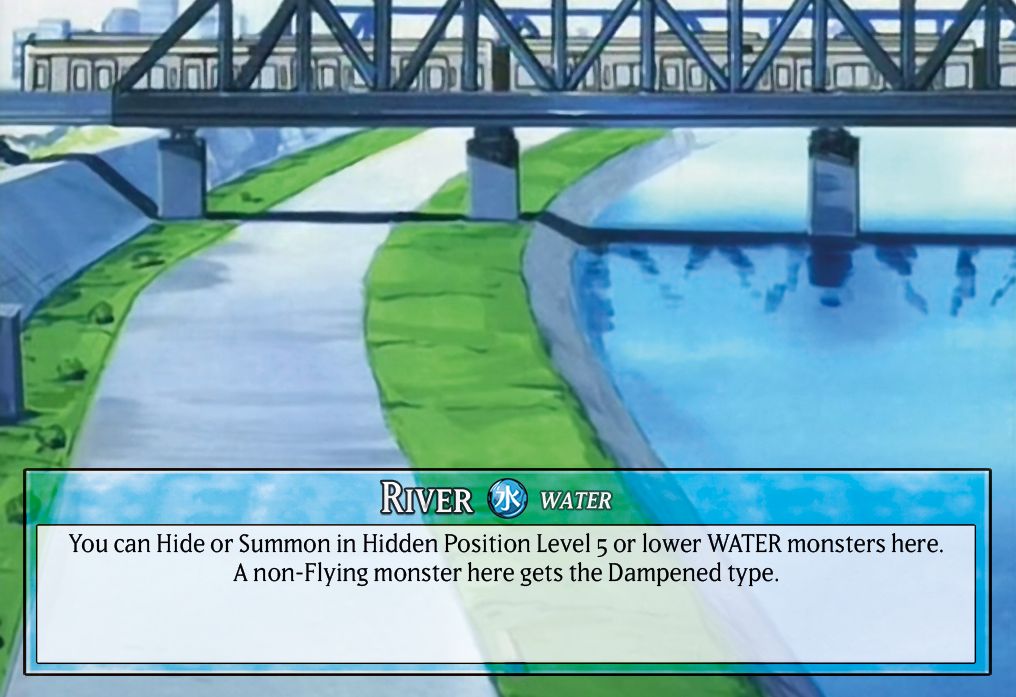 RIVER 水 WATER
You can Hide or Summon in Hidden Position Level 5 or lower WATER monsters here.
A non-Flying monster here gets the Dampened type.